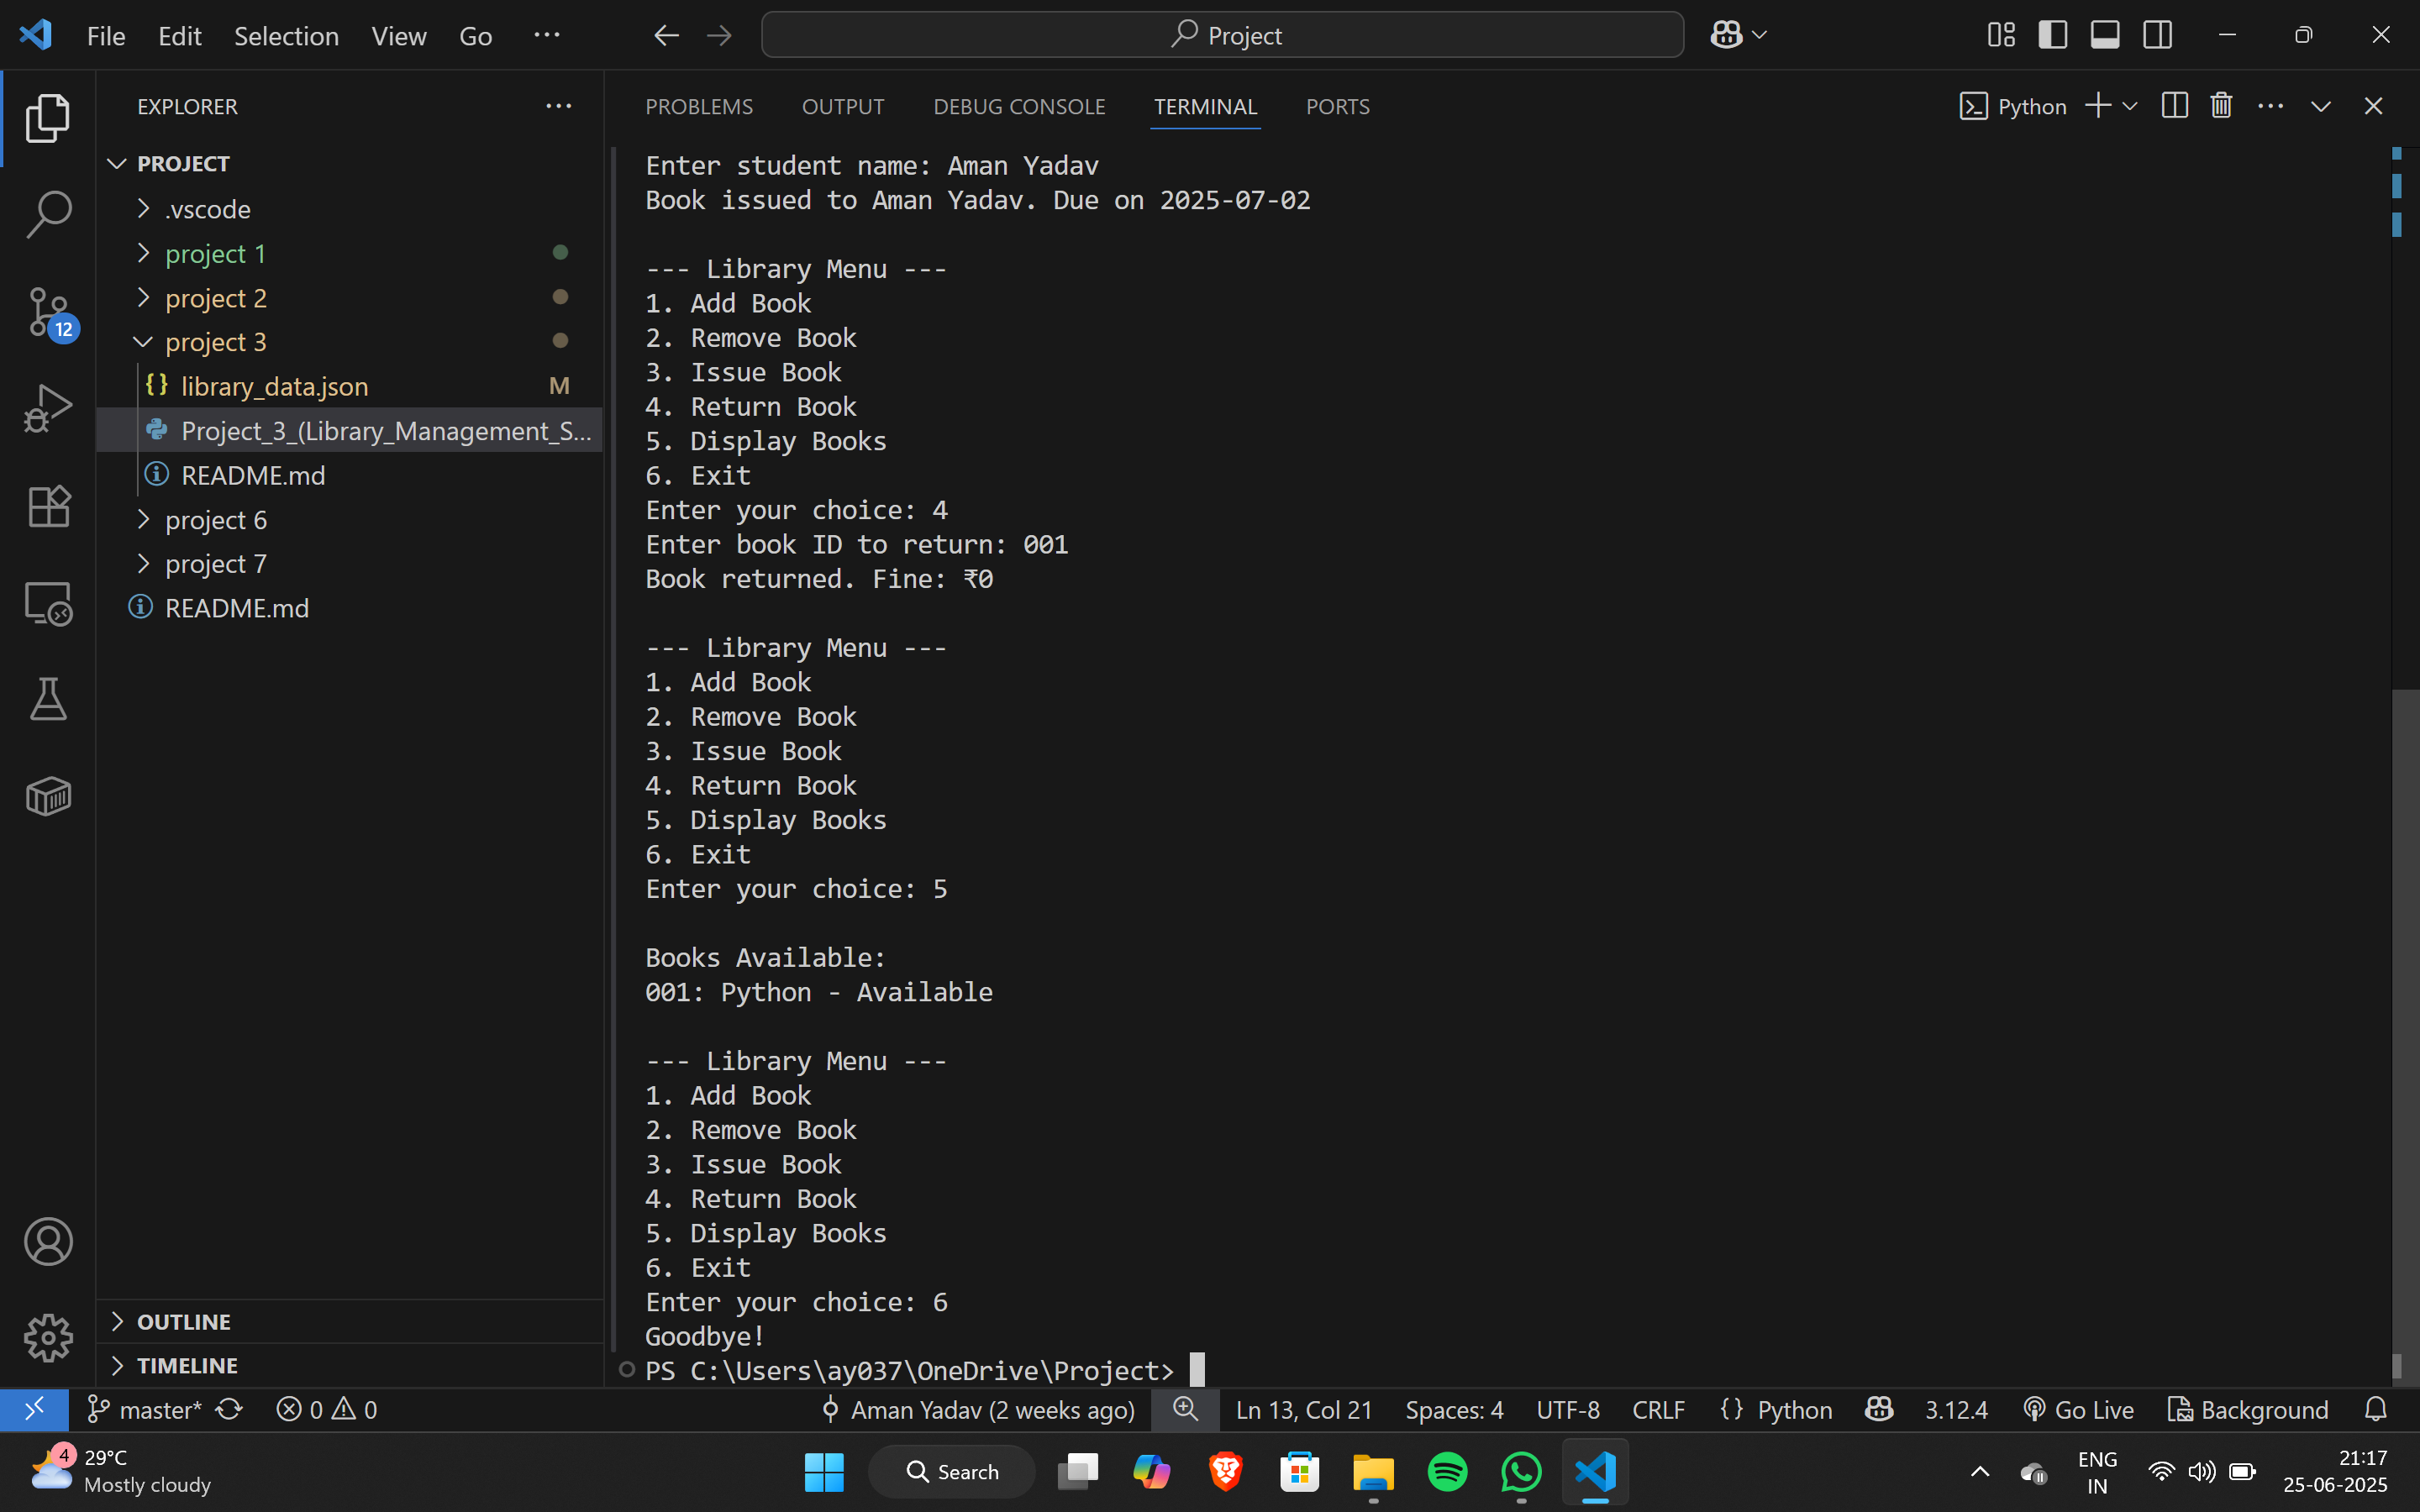 File Edit Selection View Go ... Project
EXPLORER
PROJECT
.vscode
project 1
project 2
project 3
{} library_data.json M
Project_3_(Library_Management_S...
README.md
project 6
project 7
README.md
OUTLINE
TIMELINE
12
PROBLEMS OUTPUT DEBUG CONSOLE TERMINAL PORTS Python
Enter student name: Aman Yadav
Book issued to Aman Yadav. Due on 2025-07-02
--- Library Menu ---
1. Add Book
2. Remove Book
3. Issue Book
4. Return Book
5. Display Books
6. Exit
Enter your choice: 4
Enter book ID to return: 001
Book returned. Fine: ₹0
--- Library Menu ---
1. Add Book
2. Remove Book
3. Issue Book
4. Return Book
5. Display Books
6. Exit
Enter your choice: 5
Books Available:
001: Python - Available
--- Library Menu ---
1. Add Book
2. Remove Book
3. Issue Book
4. Return Book
5. Display Books
6. Exit
Enter your choice: 6
Goodbye!
PS C:\Users\ay037\OneDrive\Project>
master* 0 0 Aman Yadav (2 weeks ago) Ln 13, Col 21 Spaces: 4 UTF-8 CRLF {} Python 3.12.4 Go Live Background
4 29°C
Mostly cloudy
Search
ENG
IN
21:17
25-06-2025